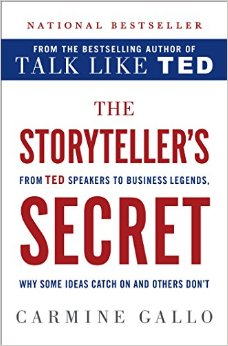 NATIONAL BESTSELLER
FROM THE BESTSELLING AUTHOR OF
TALK LIKE TED
THE
STORYTELLER'S
FROM TED SPEAKERS TO BUSINESS LEGENDS,
SECRET
WHY SOME IDEAS CATCH ON AND OTHERS DON'T
CARMINE GALLO